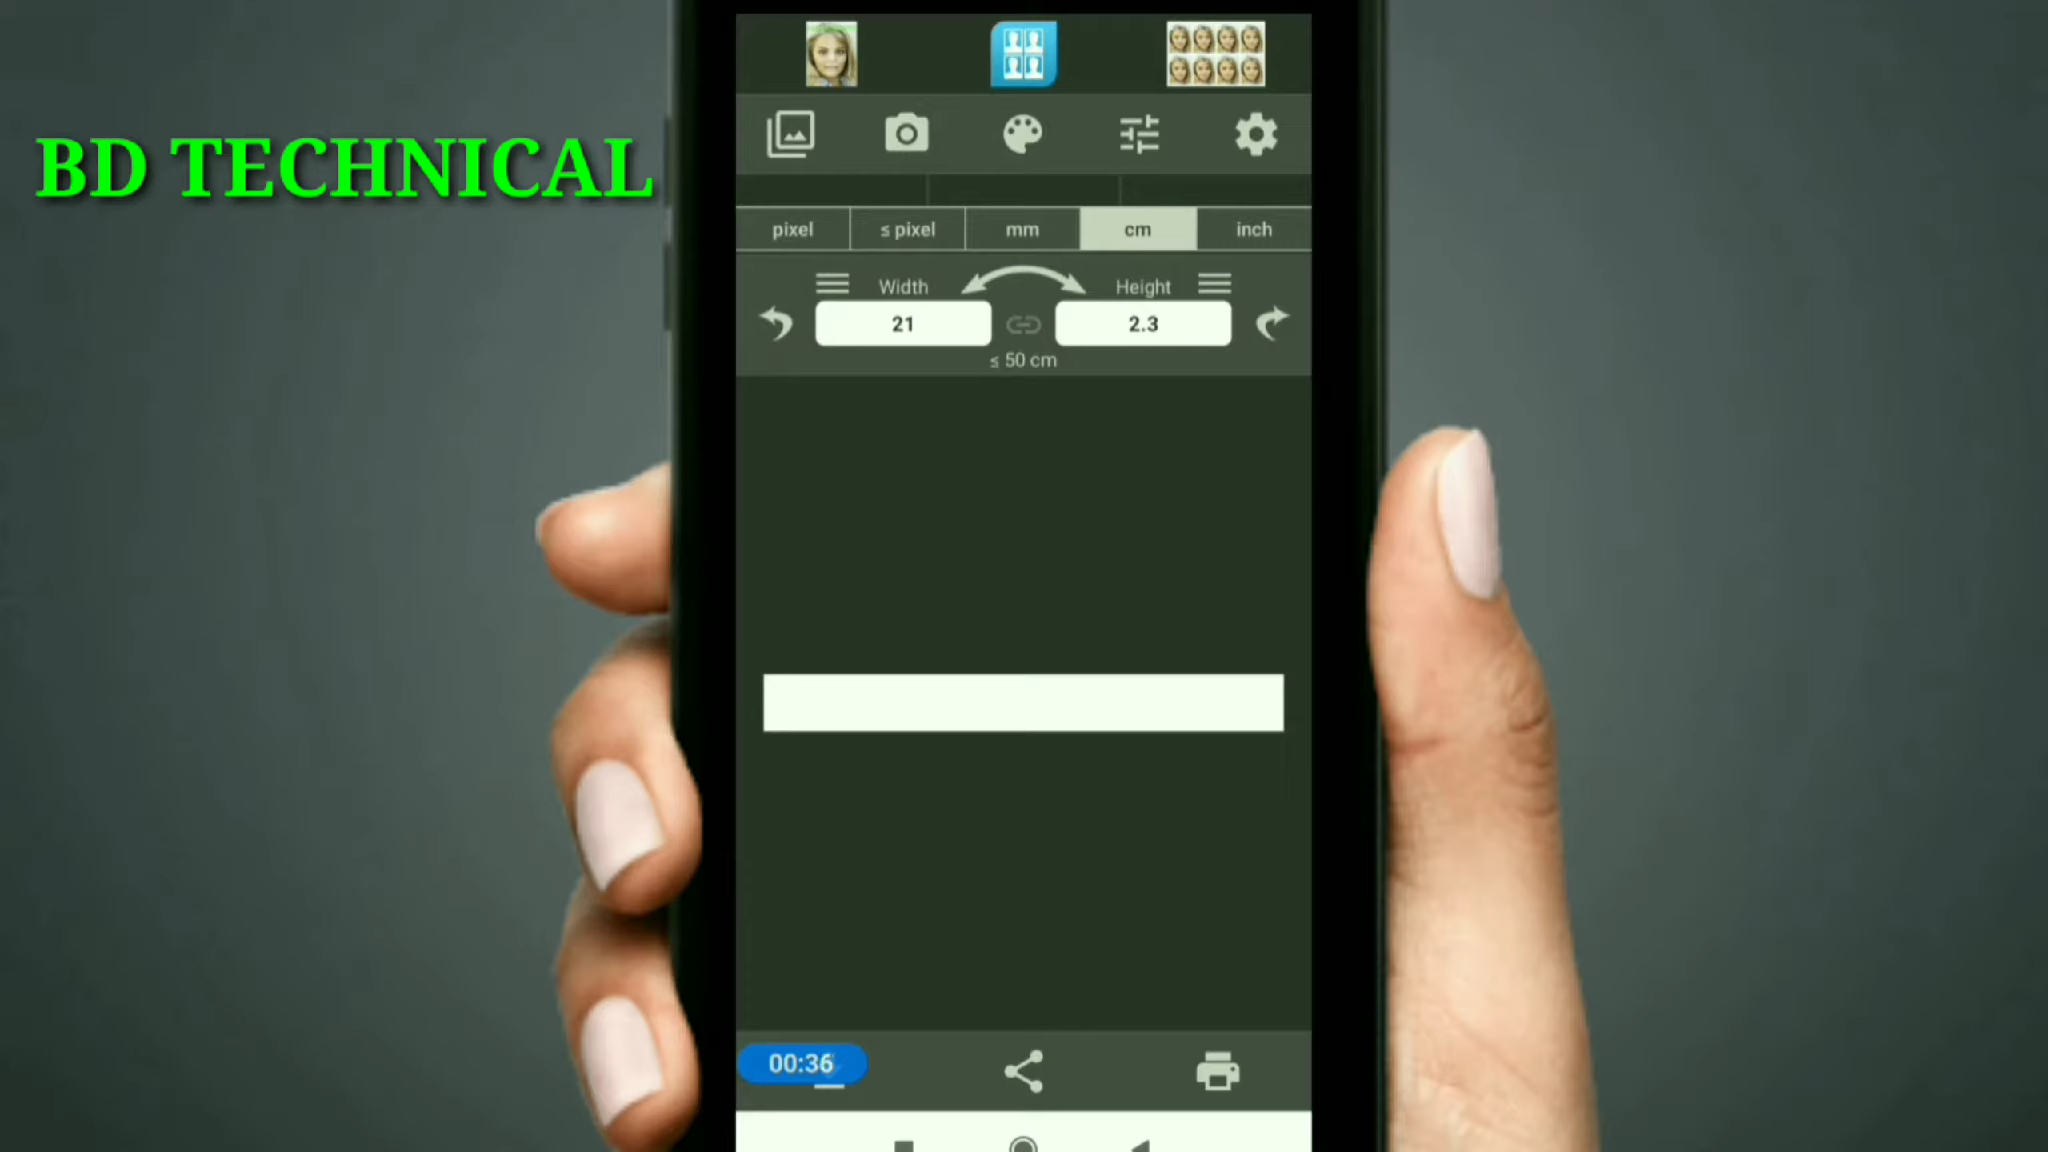 BD TECHNICAL
pixel
≤ pixel
mm
cm
inch
Width
Height
21
2.3
≤ 50 cm
00:36